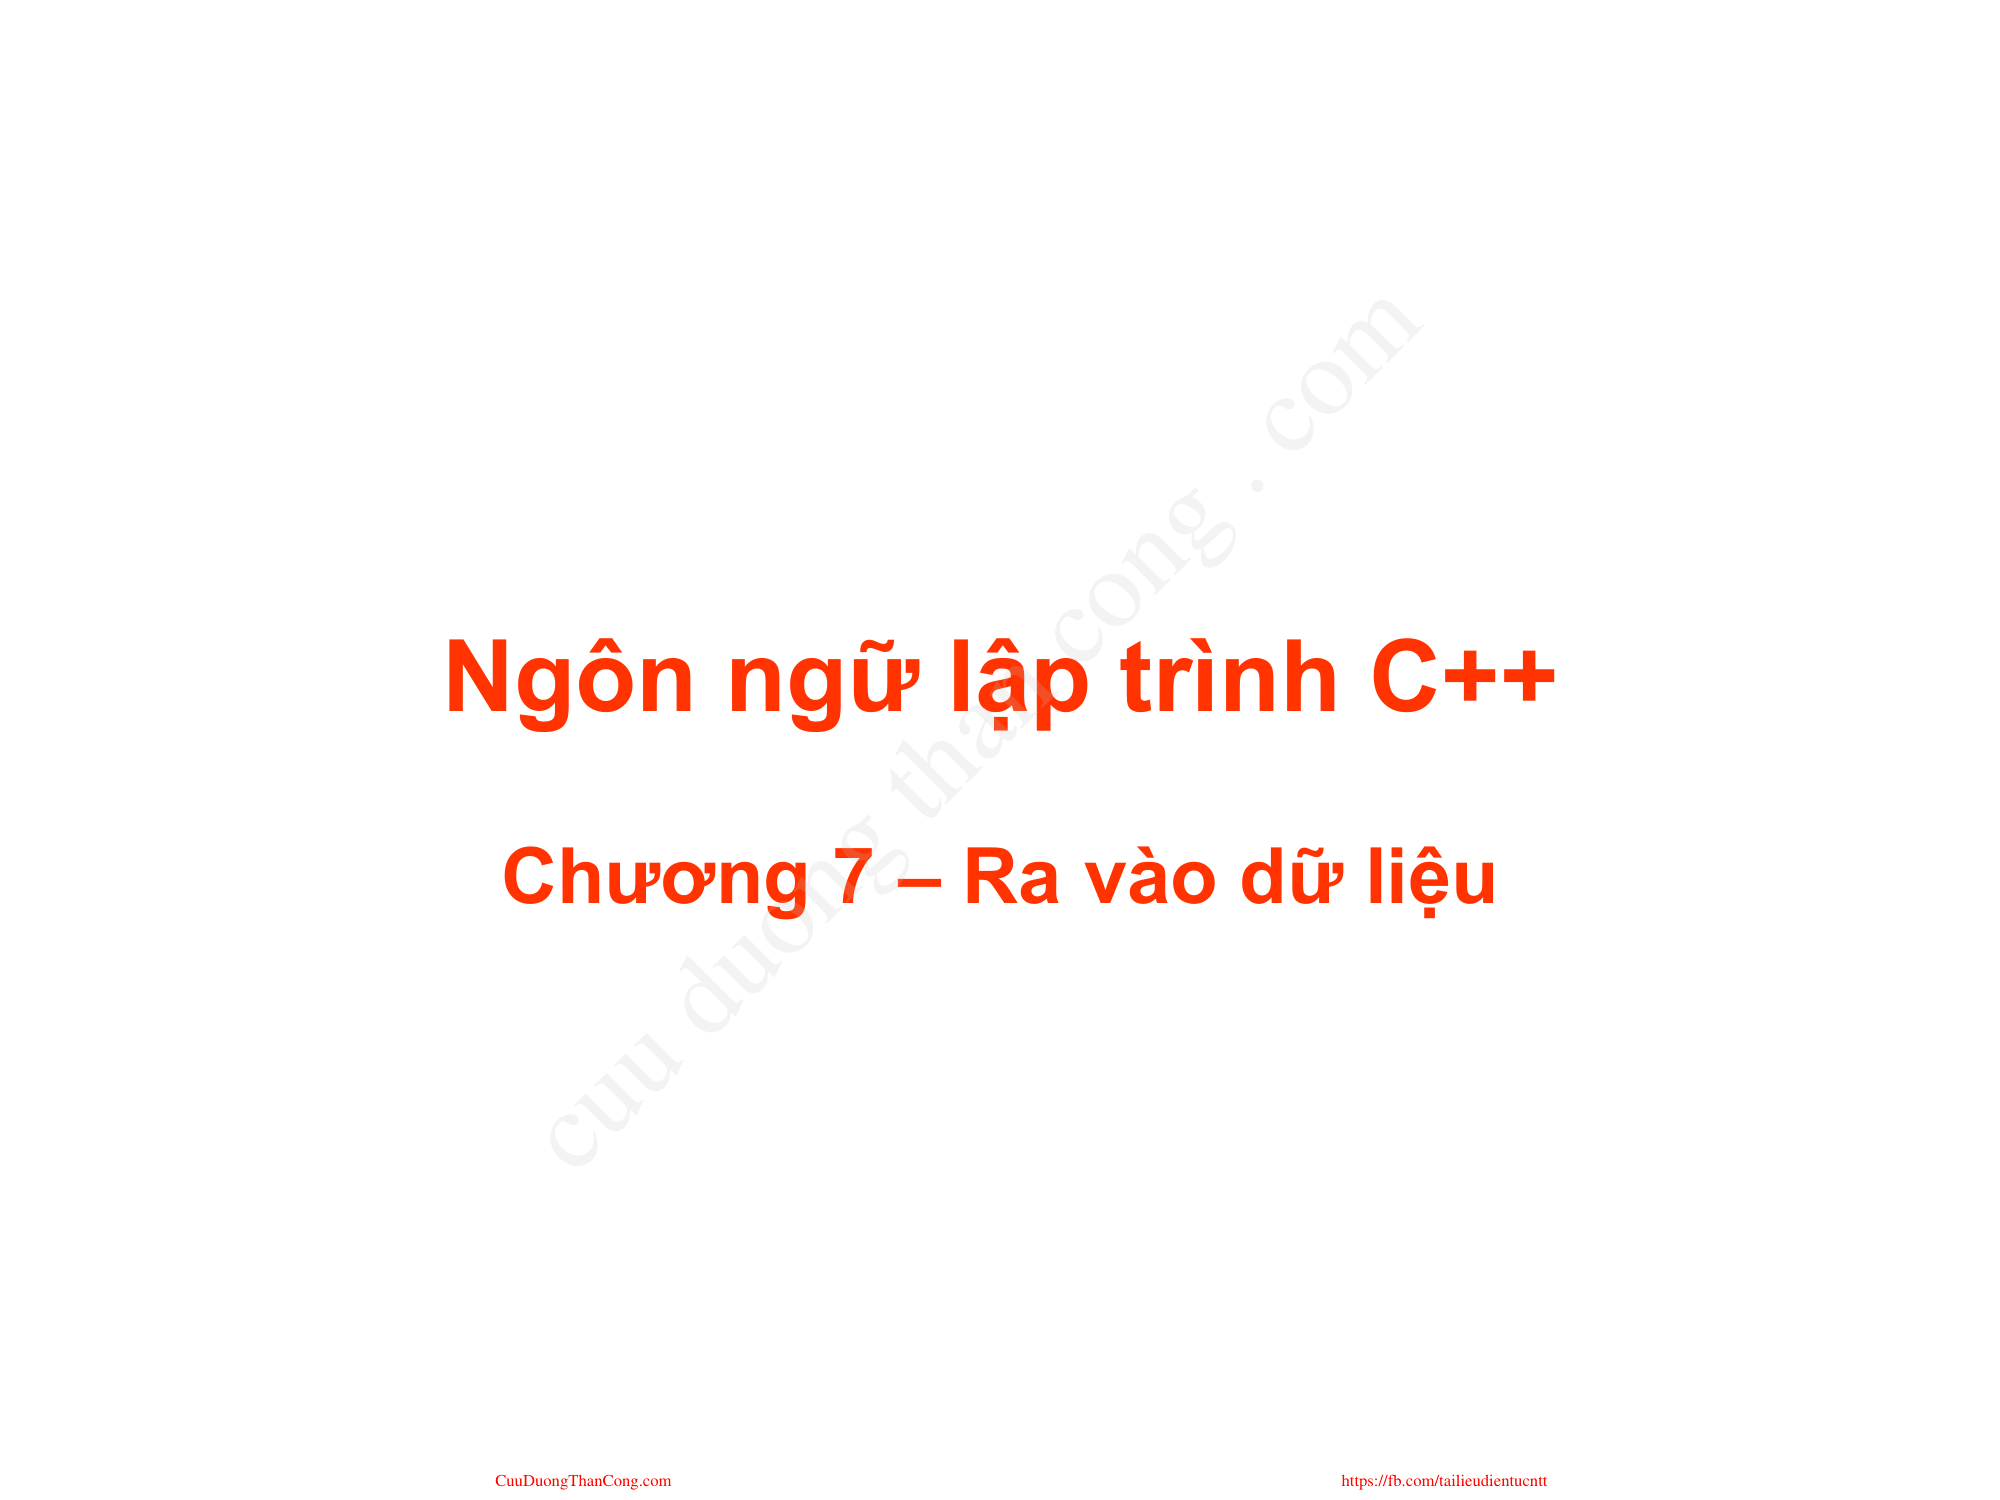 Ngôn ngữ lập trình C++
Chương 7 – Ra vào dữ liệu
cuu duong than cong . com
CuuDuongThanCong.com
https://fb.com/tailieudientucntt